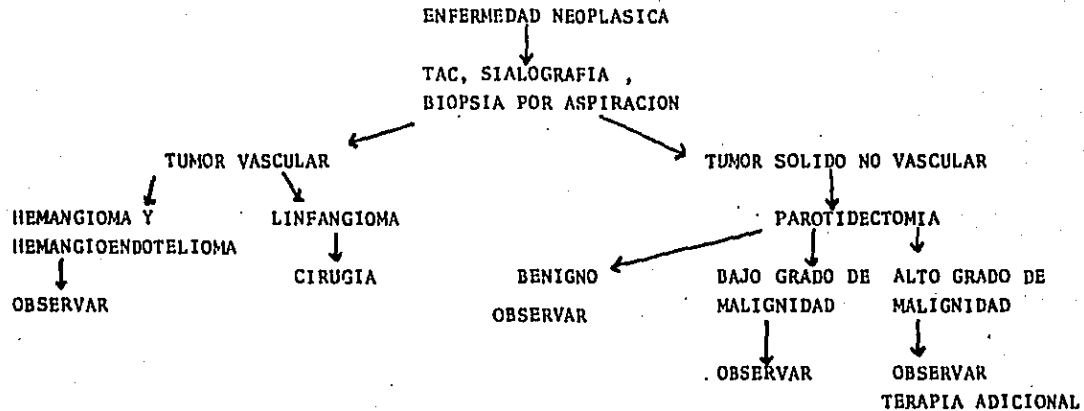 ENFERMEDAD NEOPLASICA
TAC, SIALOGRAFIA ,
BIOPSIA POR ASPIRACION
TUMOR VASCULAR
TUMOR SOLIDO NO VASCULAR
HEMANGIOMA Y
HEMANGIOENDOTELIOMA
LINFANGIOMA
PAROTIDECTOMIA
OBSERVAR
CIRUGIA
BENIGNO
OBSERVAR
BAJO GRADO DE
MALIGNIDAD
ALTO GRADO DE
MALIGNIDAD
. OBSERVAR
OBSERVAR
TERAPIA ADICIONAL